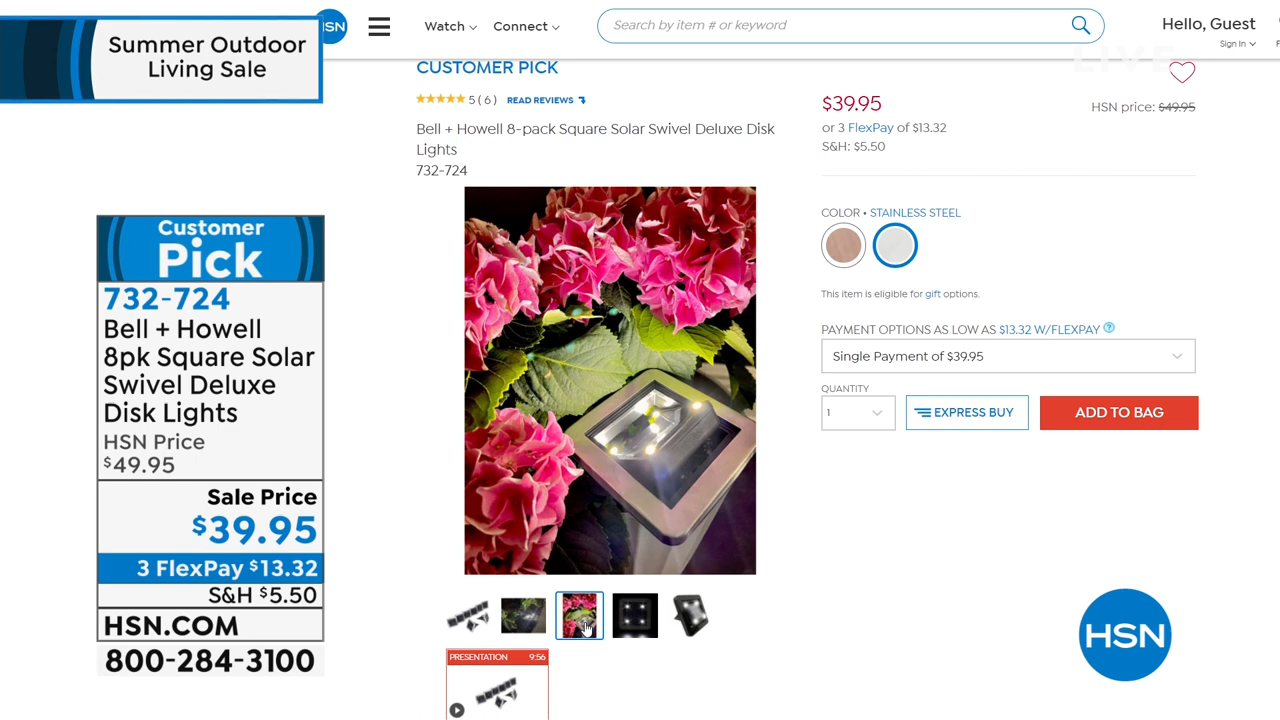 Summer Outdoor
Living Sale
HSN
Watch
Connect
Search by item # or keyword
Hello, Guest
Sign In
LIVE
CUSTOMER PICK
5 ( 6 ) READ REVIEWS
Bell + Howell 8-pack Square Solar Swivel Deluxe Disk
Lights
732-724
$39.95
HSN price: $49.95
or 3 FlexPay of $13.32
S&H: $5.50
COLOR • STAINLESS STEEL
This item is eligible for gift options.
PAYMENT OPTIONS AS LOW AS $13.32 W/FLEXPAY ?
Single Payment of $39.95
QUANTITY
1
EXPRESS BUY
ADD TO BAG
PRESENTATION 9:56
Customer
Pick
732-724
Bell + Howell
8pk Square Solar
Swivel Deluxe
Disk Lights
HSN Price
$49.95
Sale Price
$39.95
3 FlexPay $13.32
S&H $5.50
HSN.COM
800-284-3100
HSN